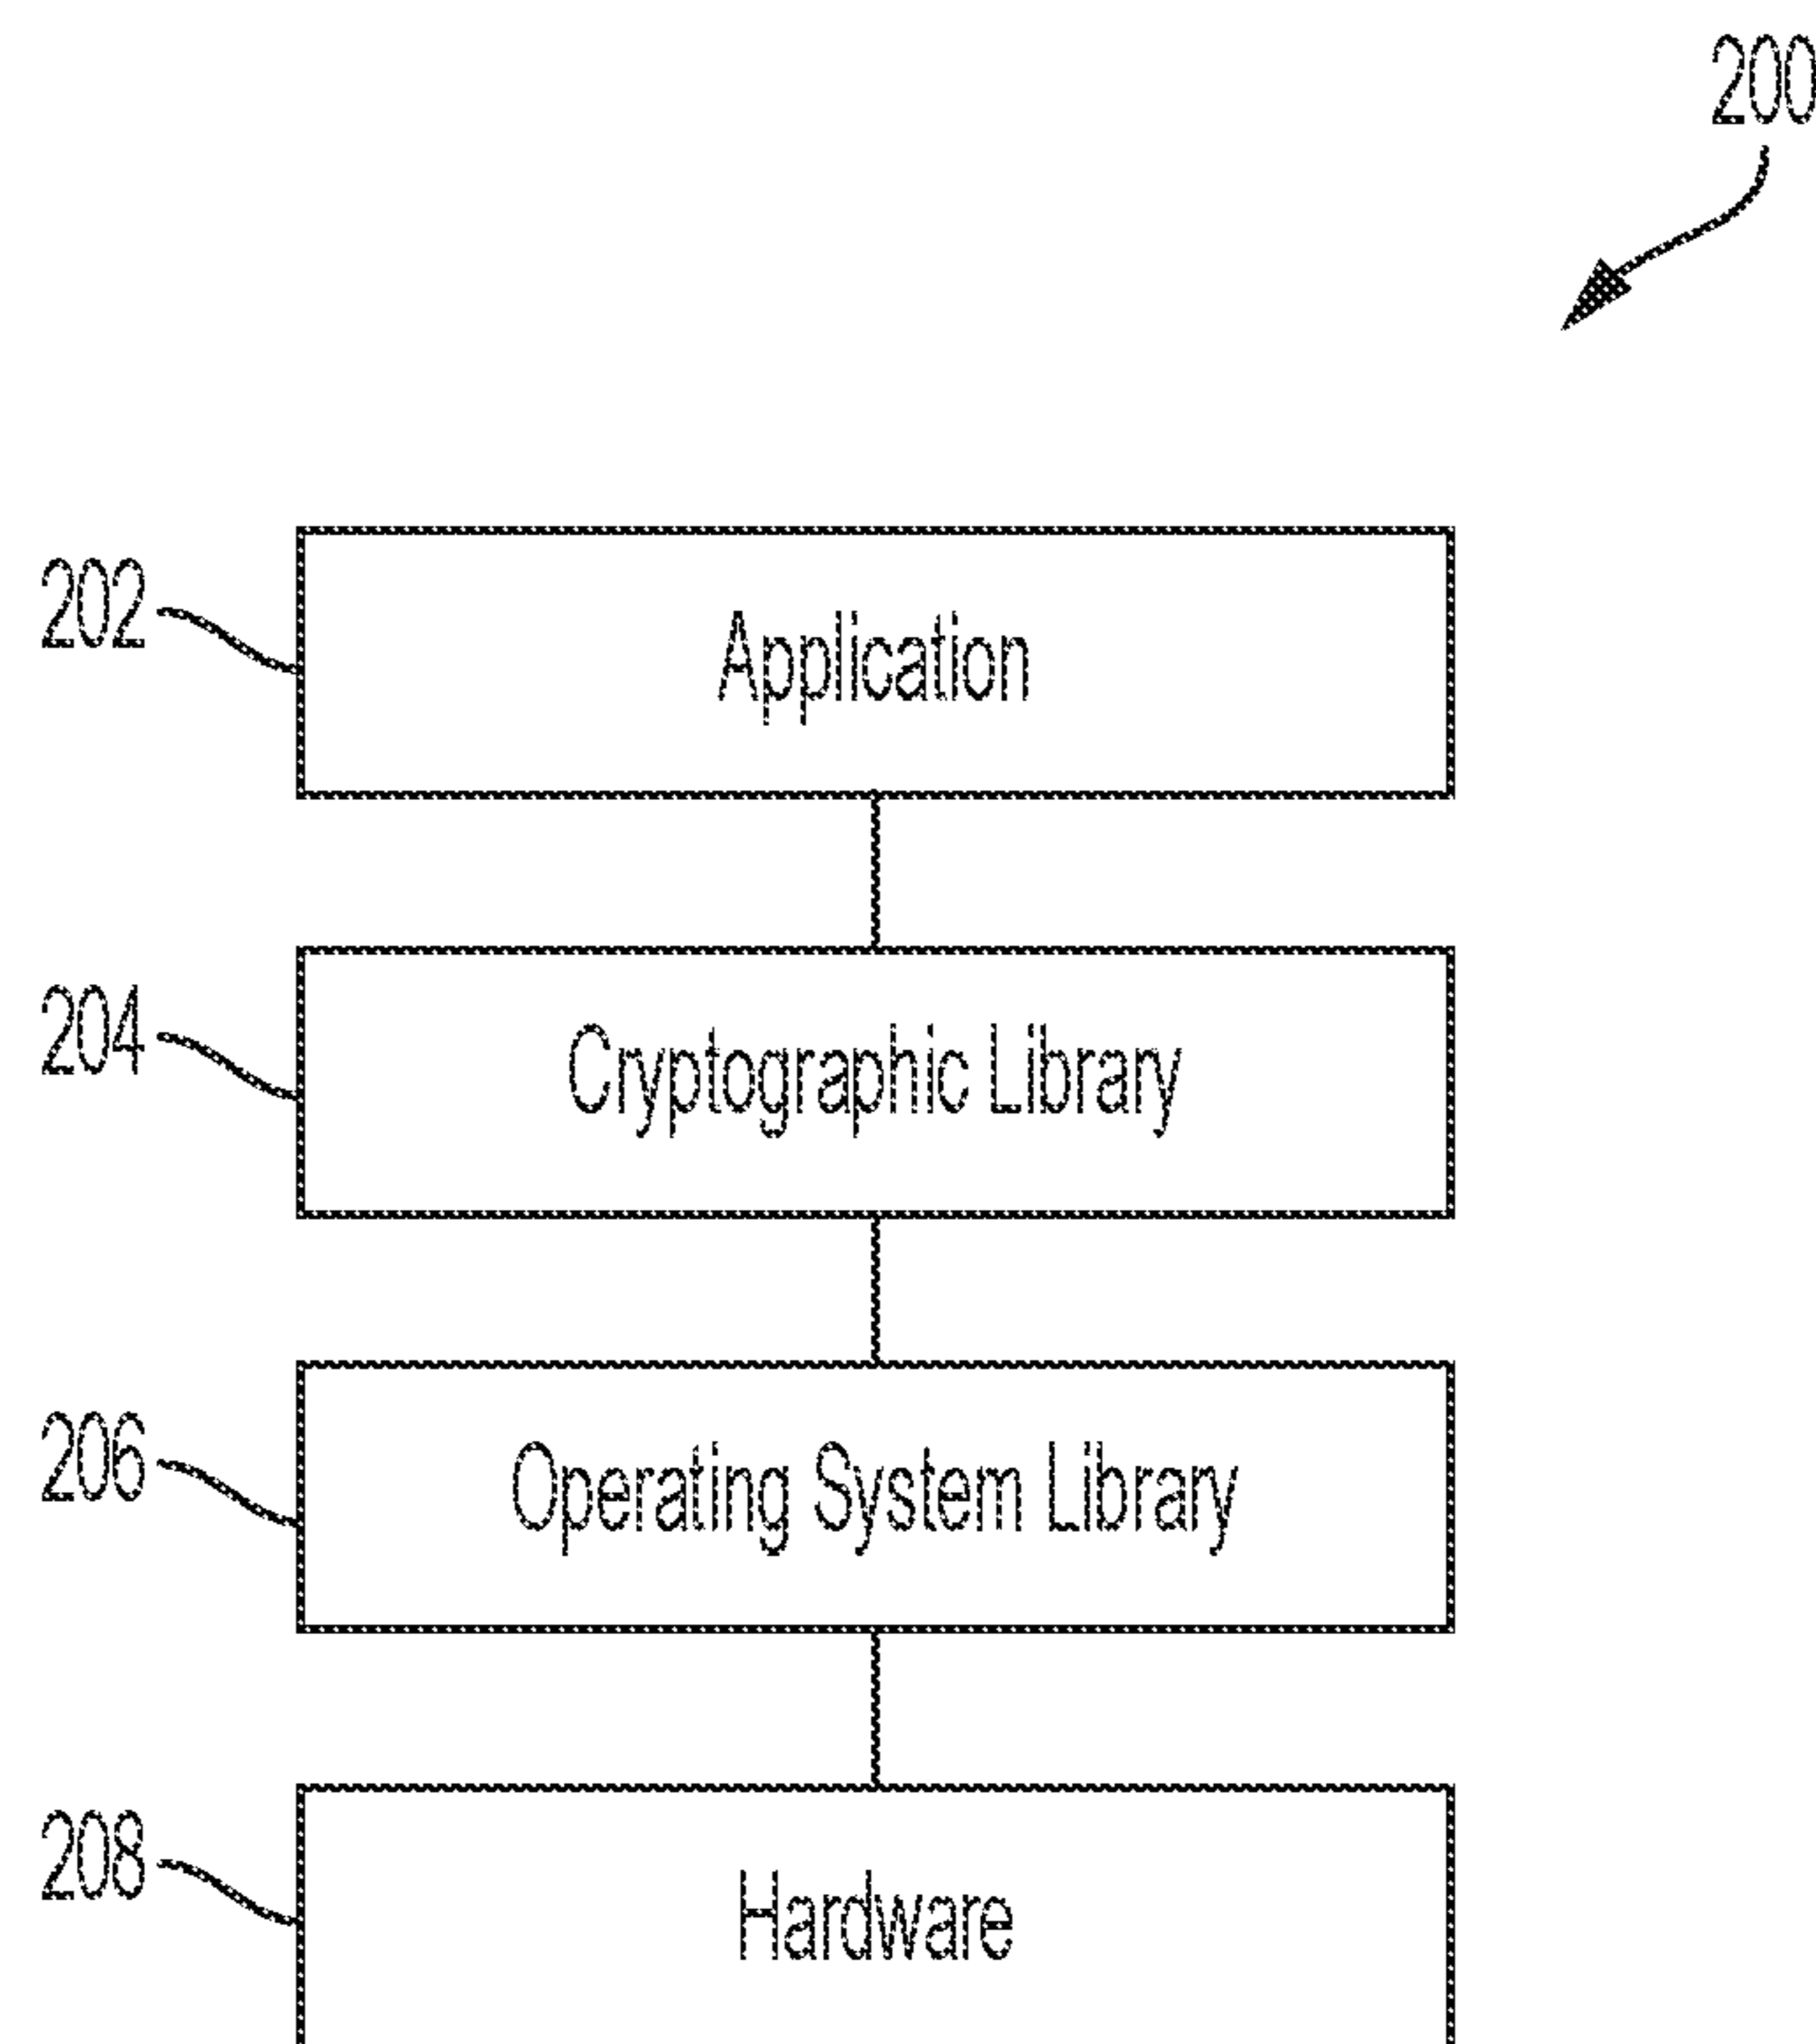 200
202
Application
204
Cryptographic Library
206
Operating System Library
208
Hardware